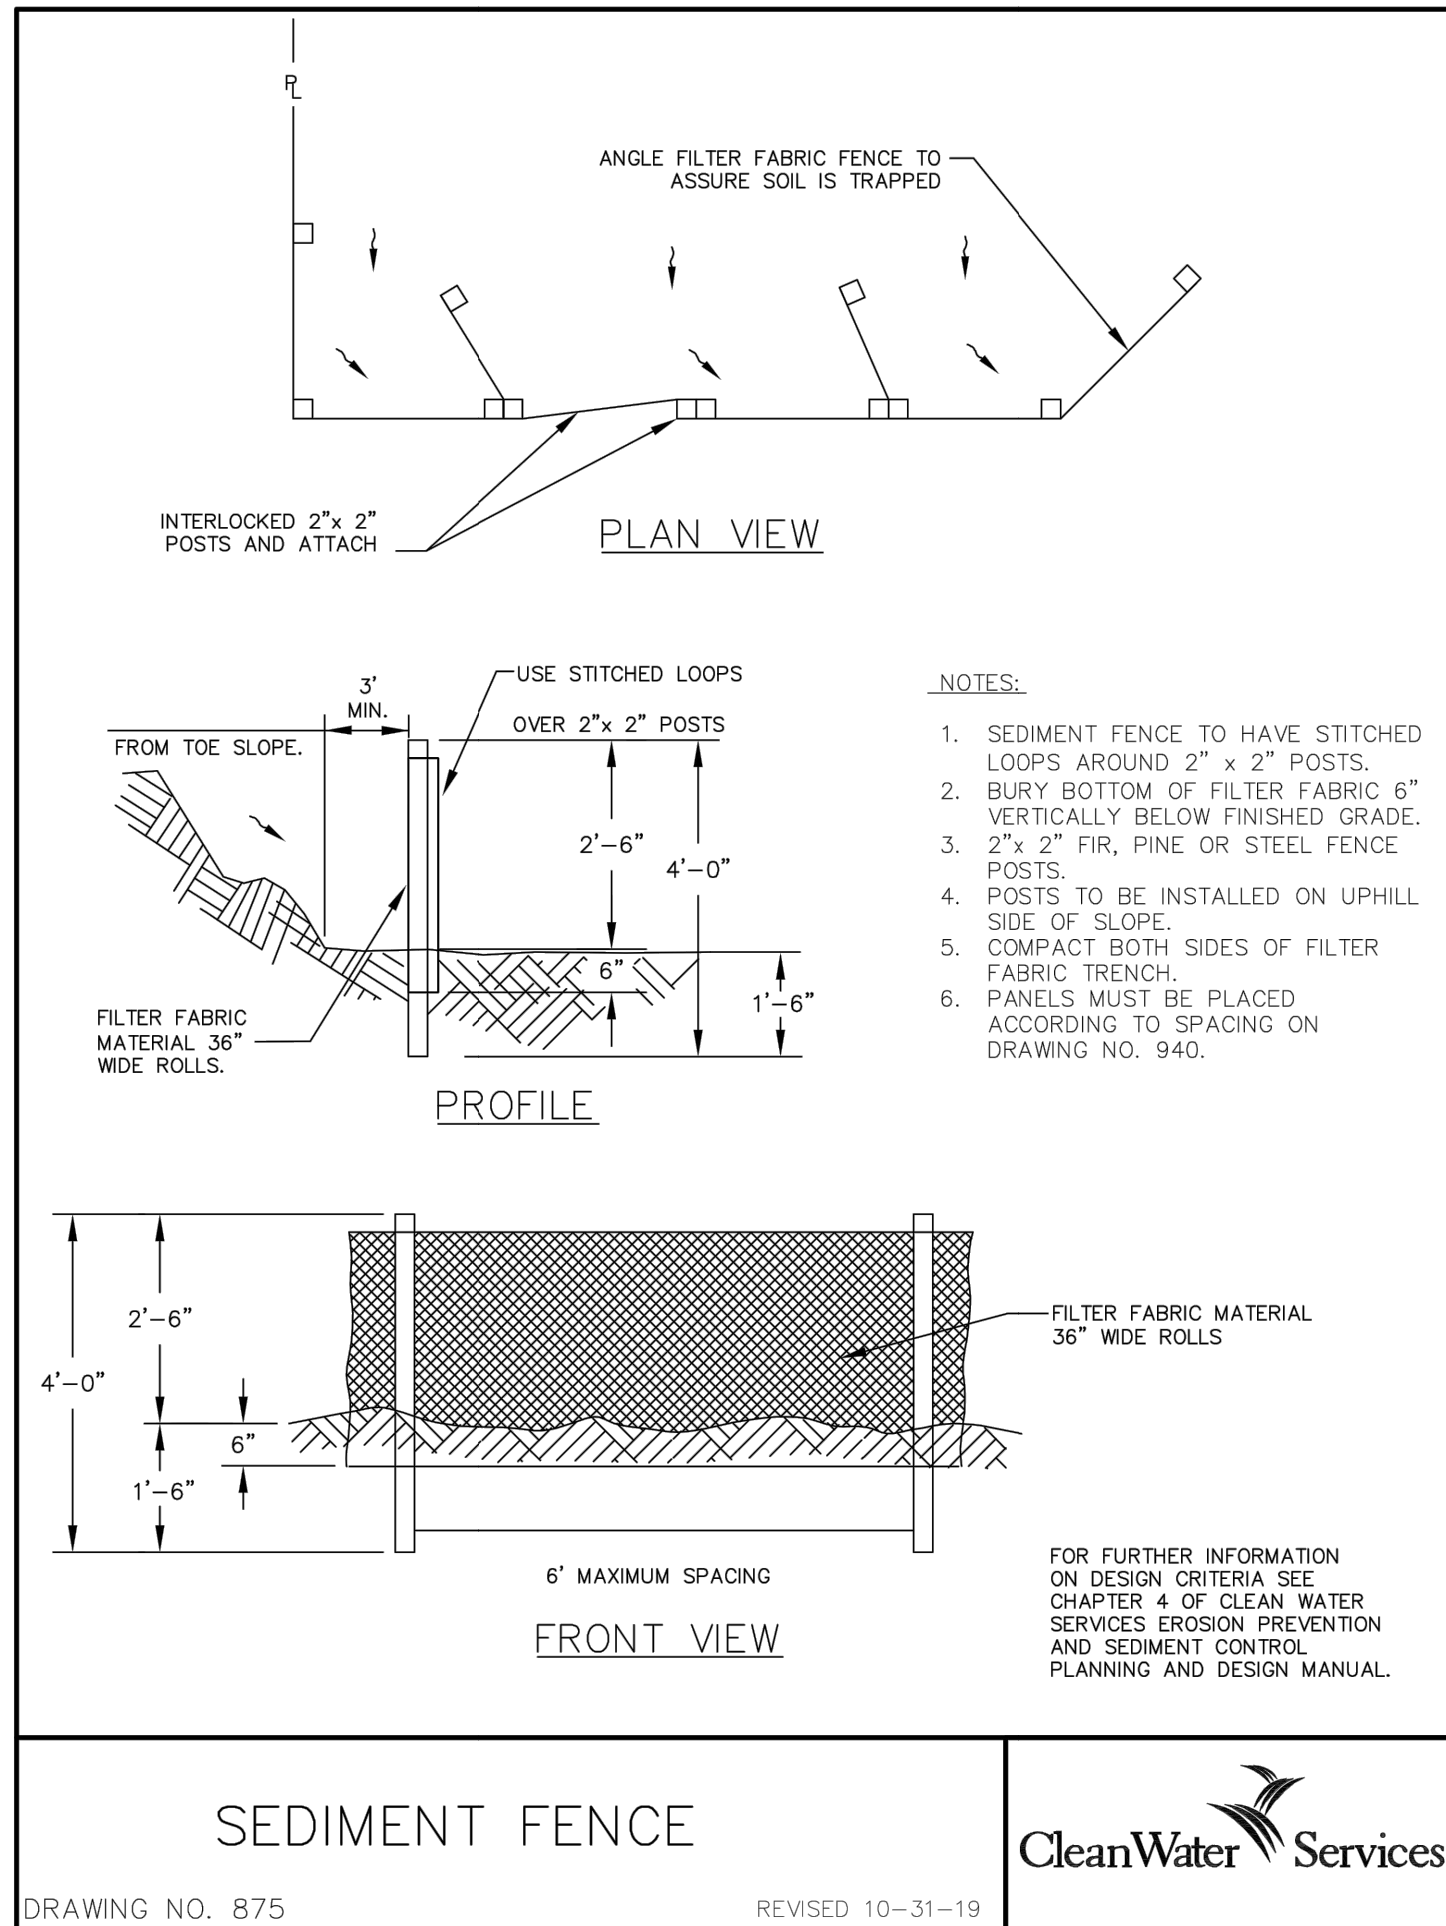 PL
ANGLE FILTER FABRIC FENCE TO
ASSURE SOIL IS TRAPPED
INTERLOCKED 2"x 2"
POSTS AND ATTACH
PLAN VIEW
3'
MIN.
FROM TOE SLOPE.
USE STITCHED LOOPS
OVER 2"x 2" POSTS
2'-6"
4'-0"
6"
1'-6"
FILTER FABRIC
MATERIAL 36"
WIDE ROLLS.
PROFILE
NOTES:
1. SEDIMENT FENCE TO HAVE STITCHED
LOOPS AROUND 2" x 2" POSTS.
2. BURY BOTTOM OF FILTER FABRIC 6"
VERTICALLY BELOW FINISHED GRADE.
3. 2"x 2" FIR, PINE OR STEEL FENCE
POSTS.
4. POSTS TO BE INSTALLED ON UPHILL
SIDE OF SLOPE.
5. COMPACT BOTH SIDES OF FILTER
FABRIC TRENCH.
6. PANELS MUST BE PLACED
ACCORDING TO SPACING ON
DRAWING NO. 940.
2'-6"
4'-0"
6"
1'-6"
FILTER FABRIC MATERIAL
36" WIDE ROLLS
6' MAXIMUM SPACING
FRONT VIEW
FOR FURTHER INFORMATION
ON DESIGN CRITERIA SEE
CHAPTER 4 OF CLEAN WATER
SERVICES EROSION PREVENTION
AND SEDIMENT CONTROL
PLANNING AND DESIGN MANUAL.
SEDIMENT FENCE
DRAWING NO. 875
REVISED 10-31-19
CleanWater Services